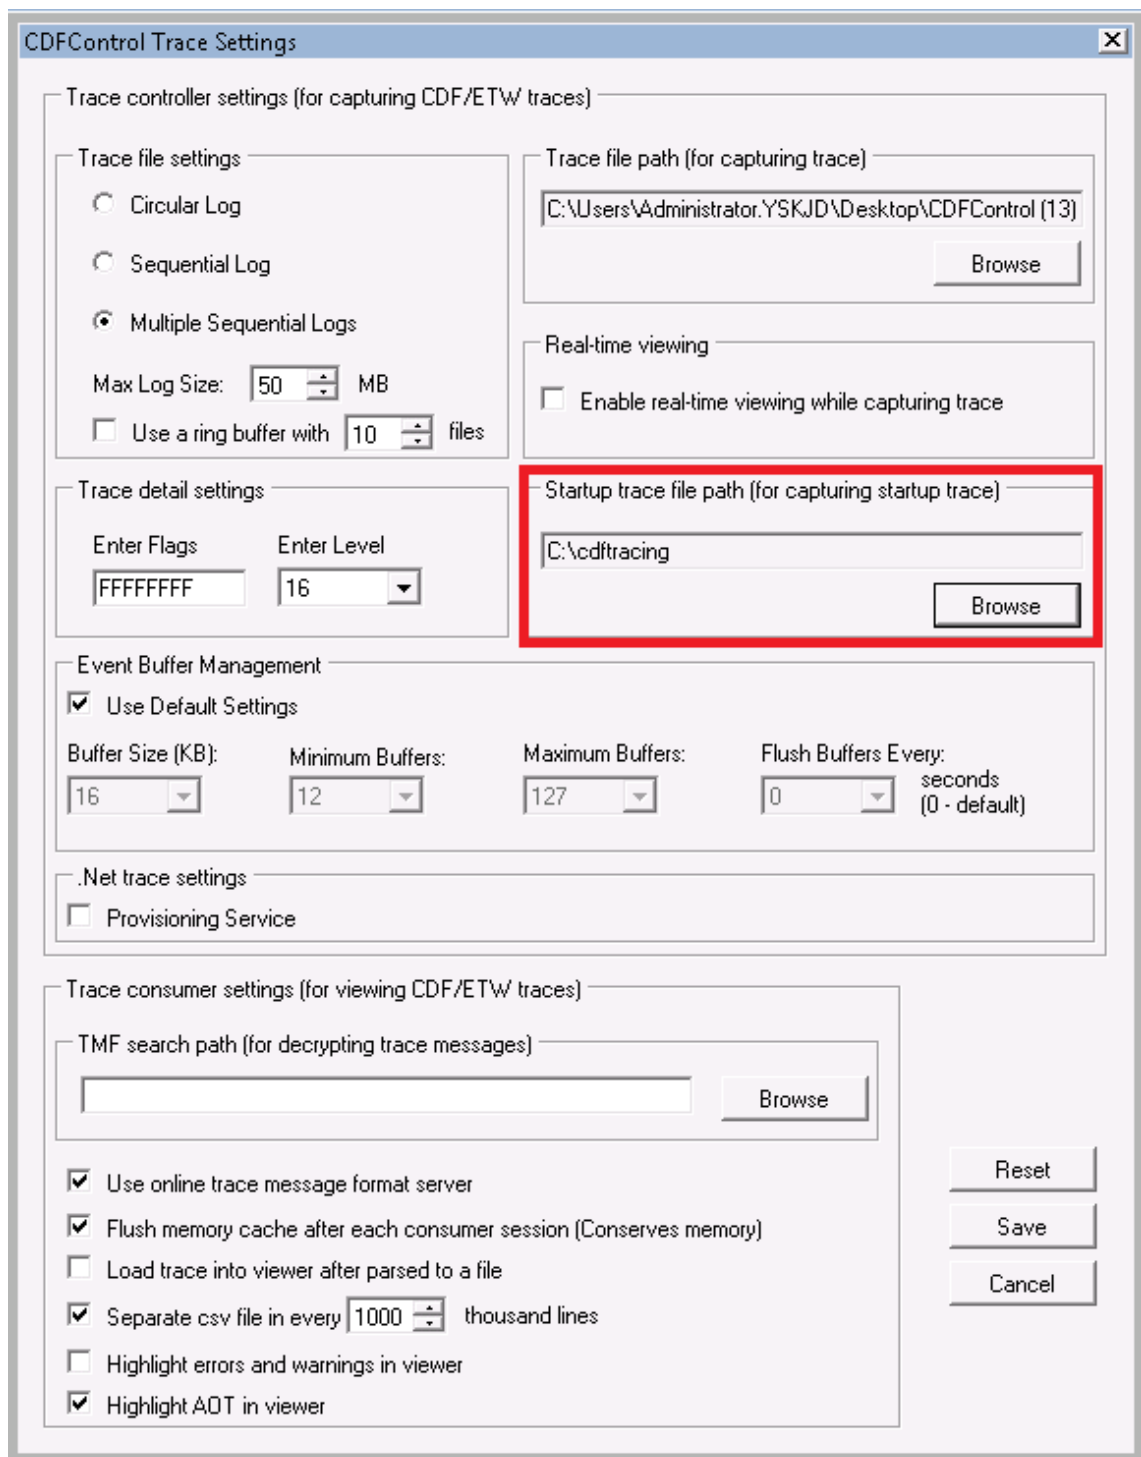 CDFControl Trace Settings
Trace controller settings (for capturing CDF/ETW traces)
Trace file settings
Circular Log
Sequential Log
Multiple Sequential Logs
Max Log Size: 50 MB
Use a ring buffer with 10 files
Trace file path (for capturing trace)
C:\Users\Administrator.YSKJD\Desktop\CDFControl (13)
Browse
Real-time viewing
Enable real-time viewing while capturing trace
Trace detail settings
Enter Flags Enter Level
FFFFFFFF 16
Startup trace file path (for capturing startup trace)
C:\cdftracing
Browse
Event Buffer Management
Use Default Settings
Buffer Size (KB): Minimum Buffers: Maximum Buffers: Flush Buffers Every:
16 12 127 0 seconds
(0 - default)
.Net trace settings
Provisioning Service
Trace consumer settings (for viewing CDF/ETW traces)
TMF search path (for decrypting trace messages)
Browse
Use online trace message format server
Flush memory cache after each consumer session (Conserves memory)
Load trace into viewer after parsed to a file
Separate csv file in every 1000 thousand lines
Highlight errors and warnings in viewer
Highlight AOT in viewer
Reset
Save
Cancel